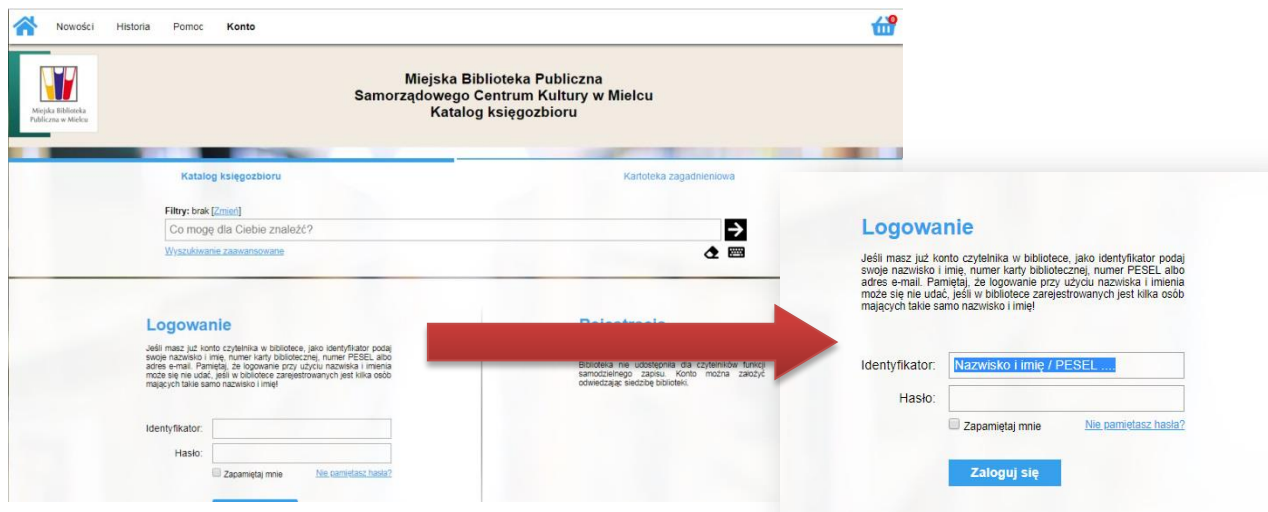 Nowości Historia Pomoc Konto
0
Miejska Biblioteka
Publiczna w Mielcu
Miejska Biblioteka Publiczna
Samorządowego Centrum Kultury w Mielcu
Katalog księgozbioru
Katalog księgozbioru
Kartoteka zagadnieniowa
Filtry: brak [Zmień]
Co mogę dla Ciebie znaleźć?
Wyszukiwanie zaawansowane
Logowanie
Jeśli masz już konto czytelnika w bibliotece, jako identyfikator podaj
swoje nazwisko i imię, numer karty bibliotecznej, numer PESEL albo
adres e-mail. Pamiętaj, że logowanie przy użyciu nazwiska i imienia
może się nie udać, jeśli w bibliotece zarejestrowanych jest kilka osób
mających takie samo nazwisko i imię!
Identyfikator:
Hasło:
Zapamiętaj mnie Nie pamiętasz hasła?
Rejestracja
Biblioteka nie udostępniła dla czytelników funkcji
samodzielnego zapisu. Konto można założyć
odwiedzając siedzibę biblioteki.
Logowanie
Jeśli masz już konto czytelnika w bibliotece, jako identyfikator podaj
swoje nazwisko i imię, numer karty bibliotecznej, numer PESEL albo
adres e-mail. Pamiętaj, że logowanie przy użyciu nazwiska i imienia
może się nie udać, jeśli w bibliotece zarejestrowanych jest kilka osób
mających takie samo nazwisko i imię!
Identyfikator: Nazwisko i imię / PESEL ....
Hasło:
Zapamiętaj mnie Nie pamiętasz hasła?
Zaloguj się